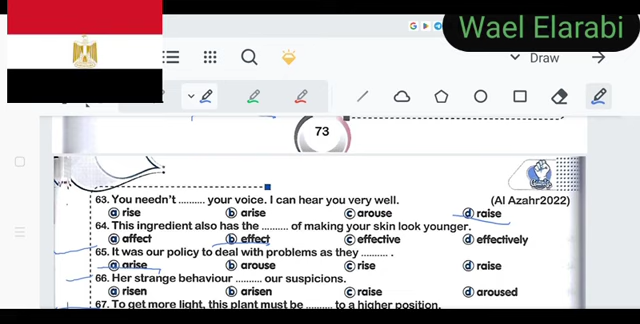 Wael Elarabi
Draw
73
63. You needn't .......... your voice. I can hear you very well. (Al Azhar2022)
a rise b arise c arouse d raise
64. This ingredient also has the .......... of making your skin look younger.
a affect b effect c effective d effectively
65. It was our policy to deal with problems as they .......... .
a arise b arouse c rise d raise
66. Her strange behaviour .......... our suspicions.
a risen b arisen c raise d aroused
67. To get more light, this plant must be .......... to a higher position.